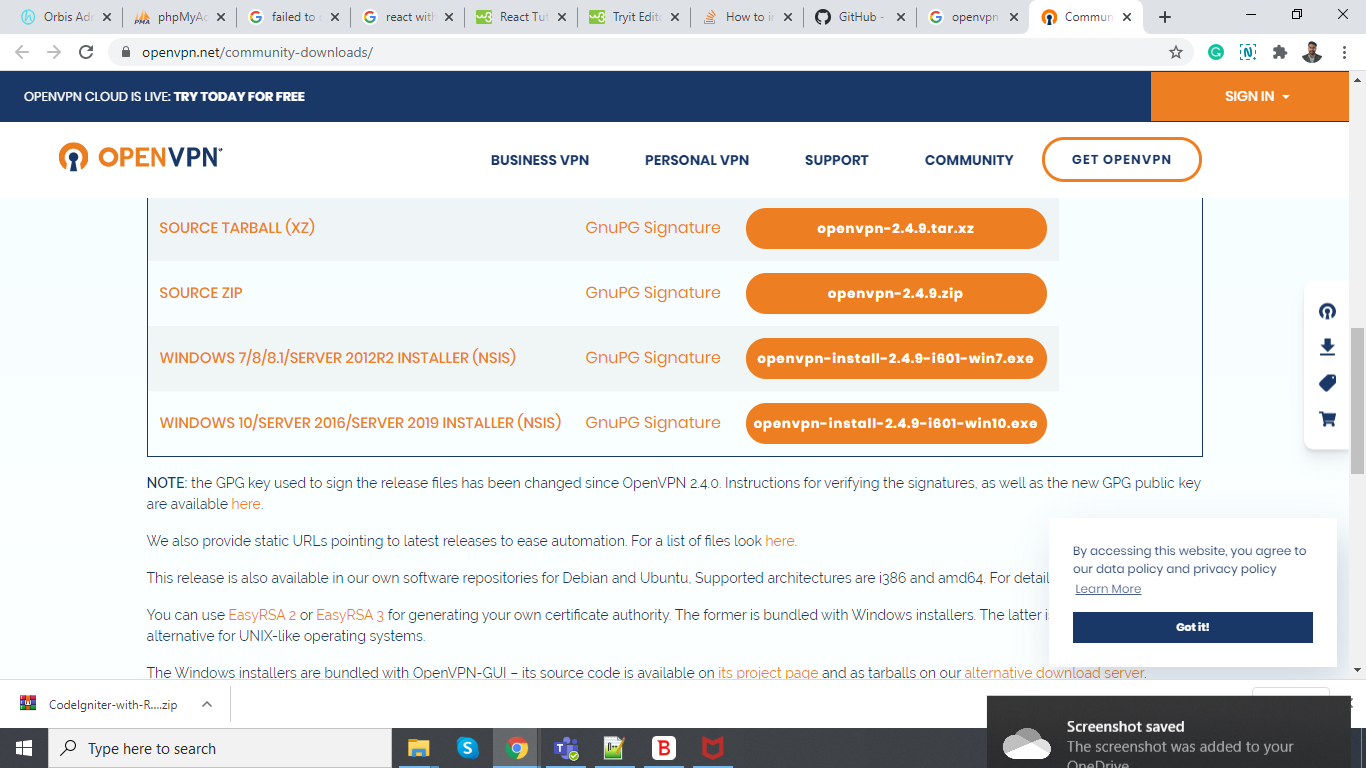 Orbis Adr
phpMyAd
failed to c
react with
React Tut
Tryit Edito
How to in
GitHub -
openvpn
Commun
openvpn.net/community-downloads/
OPENVPN CLOUD IS LIVE: TRY TODAY FOR FREE
SIGN IN
OPENVPN
BUSINESS VPN
PERSONAL VPN
SUPPORT
COMMUNITY
GET OPENVPN
SOURCE TARBALL (XZ) GnuPG Signature openvpn-2.4.9.tar.xz
SOURCE ZIP GnuPG Signature openvpn-2.4.9.zip
WINDOWS 7/8/8.1/SERVER 2012R2 INSTALLER (NSIS) GnuPG Signature openvpn-install-2.4.9-i601-win7.exe
WINDOWS 10/SERVER 2016/SERVER 2019 INSTALLER (NSIS) GnuPG Signature openvpn-install-2.4.9-i601-win10.exe
NOTE: the GPG key used to sign the release files has been changed since OpenVPN 2.4.0. Instructions for verifying the signatures, as well as the new GPG public key
are available here.
We also provide static URLs pointing to latest releases to ease automation. For a list of files look here.
This release is also available in our own software repositories for Debian and Ubuntu, Supported architectures are i386 and amd64. For detail
You can use EasyRSA 2 or EasyRSA 3 for generating your own certificate authority. The former is bundled with Windows installers. The latter i
alternative for UNIX-like operating systems.
The Windows installers are bundled with OpenVPN-GUI – its source code is available on its project page and as tarballs on our alternative download server.
By accessing this website, you agree to
our data policy and privacy policy
Learn More
Got it!
CodeIgniter-with-R....zip
Screenshot saved
The screenshot was added to your
OneDrive.
Type here to search